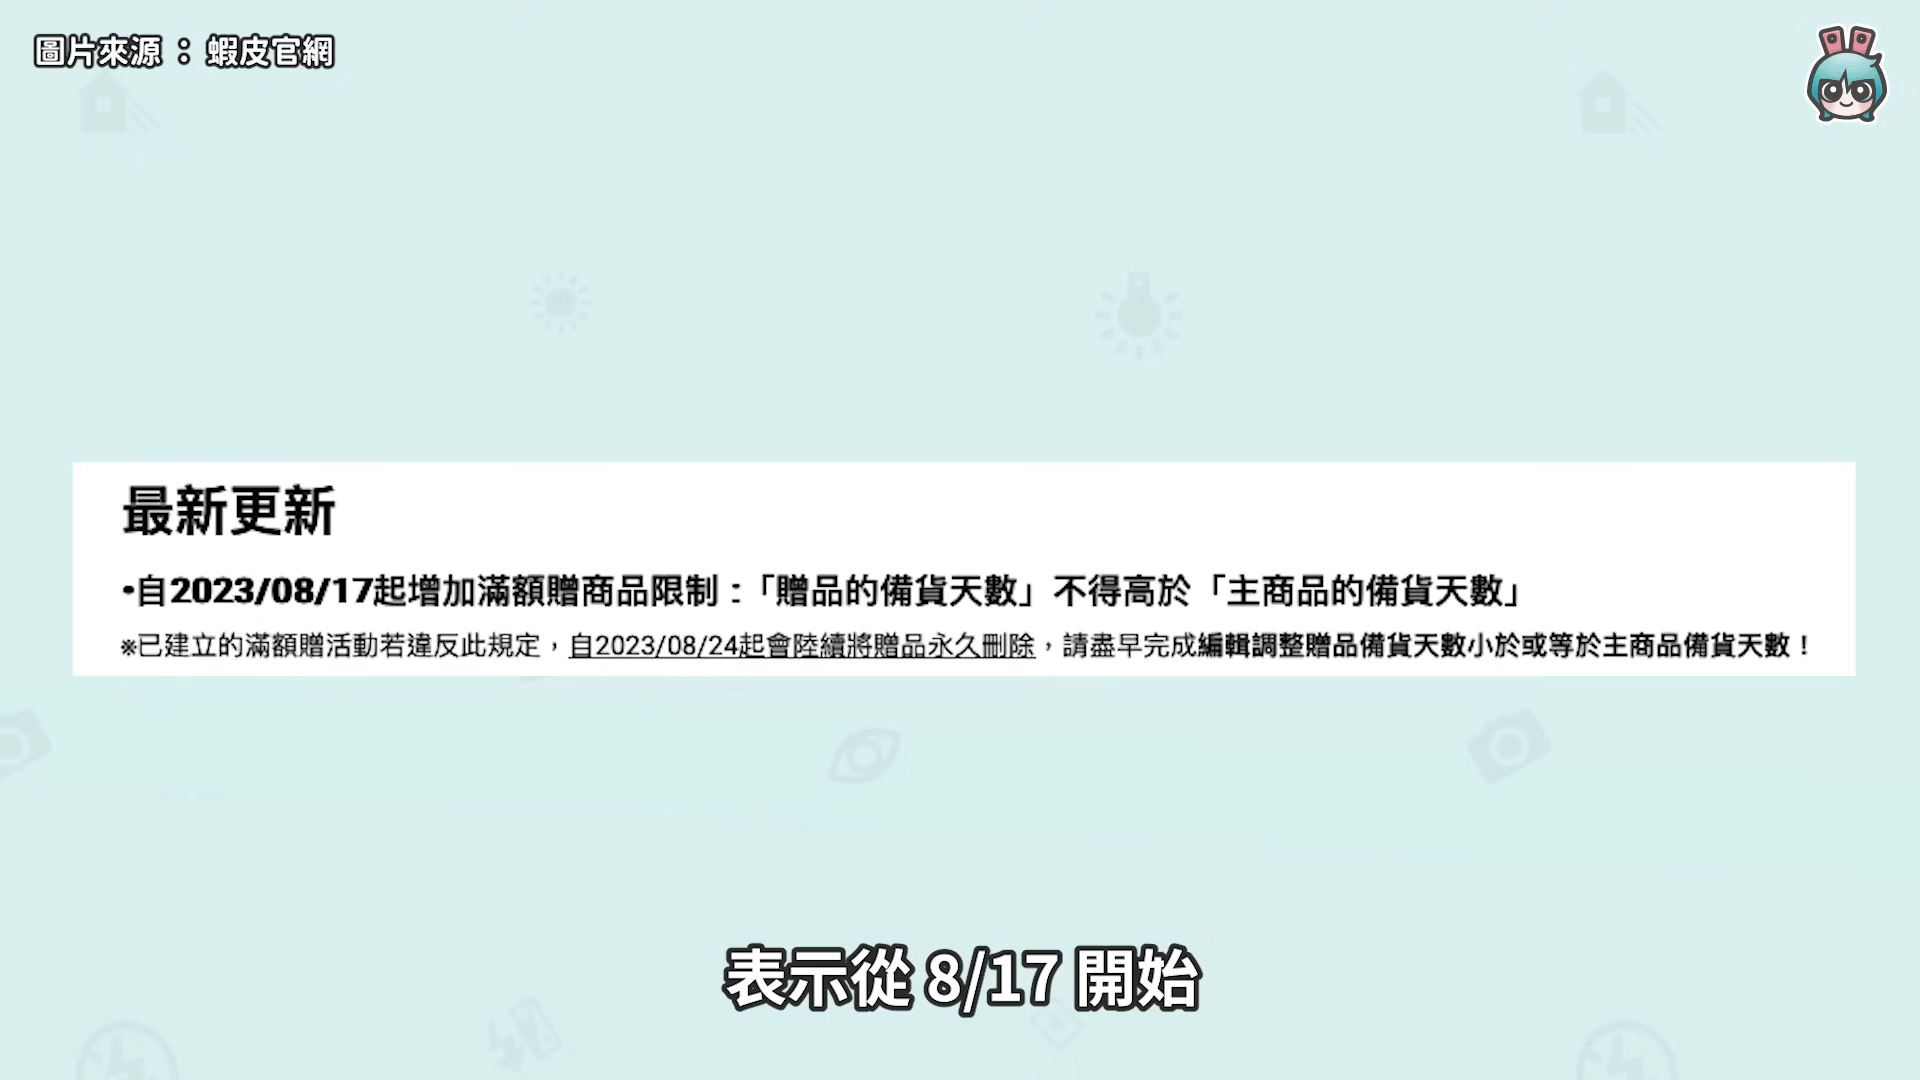 圖片來源：蝦皮官網
最新更新
•自2023/08/17起增加滿額贈商品限制：「贈品的備貨天數」不得高於「主商品的備貨天數」
※已建立的滿額贈活動若違反此規定，自2023/08/24起會陸續將贈品永久刪除，請盡早完成編輯調整贈品備貨天數小於或等於主商品備貨天數！
表示從 8/17 開始